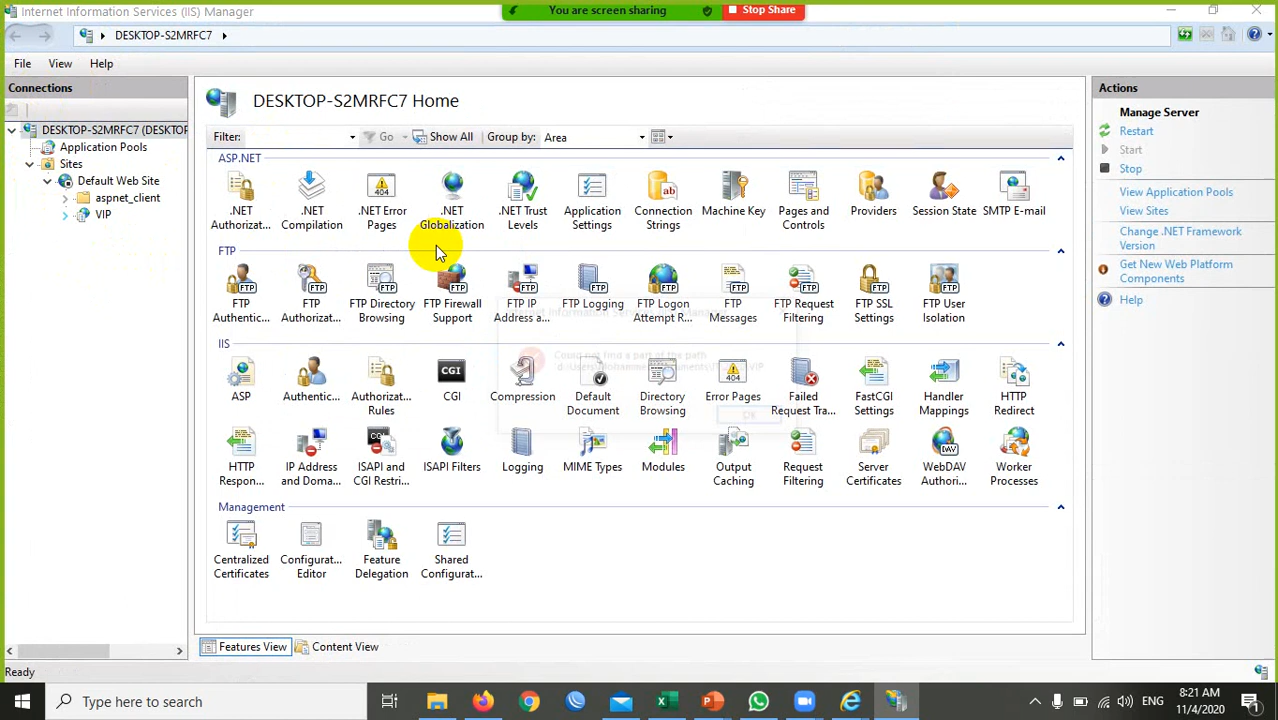 Internet Information Services (IIS) Manager
You are screen sharing
Stop Share
DESKTOP-S2MRFC7
File View Help
Connections
DESKTOP-S2MRFC7 (DESKTOP
Application Pools
Sites
Default Web Site
aspnet_client
VIP
DESKTOP-S2MRFC7 Home
Filter: Go Show All Group by: Area
ASP.NET
.NET Authorizat...
.NET Compilation
.NET Error Pages
.NET Globalization
.NET Trust Levels
Application Settings
Connection Strings
Machine Key
Pages and Controls
Providers
Session State
SMTP E-mail
FTP
FTP Authentic...
FTP Authorizat...
FTP Directory Browsing
FTP Firewall Support
FTP IP Address a...
FTP Logging
FTP Logon Attempt R...
FTP Messages
FTP Request Filtering
FTP SSL Settings
FTP User Isolation
Could not find a part of the path
OK
IIS
ASP
Authentic...
Authorizat... Rules
CGI
Compression
Default Document
Directory Browsing
Error Pages
Failed Request Tra...
FastCGI Settings
Handler Mappings
HTTP Redirect
HTTP Respon...
IP Address and Doma...
ISAPI and CGI Restri...
ISAPI Filters
Logging
MIME Types
Modules
Output Caching
Request Filtering
Server Certificates
WebDAV Authori...
Worker Processes
Management
Centralized Certificates
Configurat... Editor
Feature Delegation
Shared Configurat...
Features View
Content View
Actions
Manage Server
Restart
Start
Stop
View Application Pools
View Sites
Change .NET Framework
Version
Get New Web Platform
Components
Help
Ready
Type here to search
ENG
8:21 AM
11/4/2020